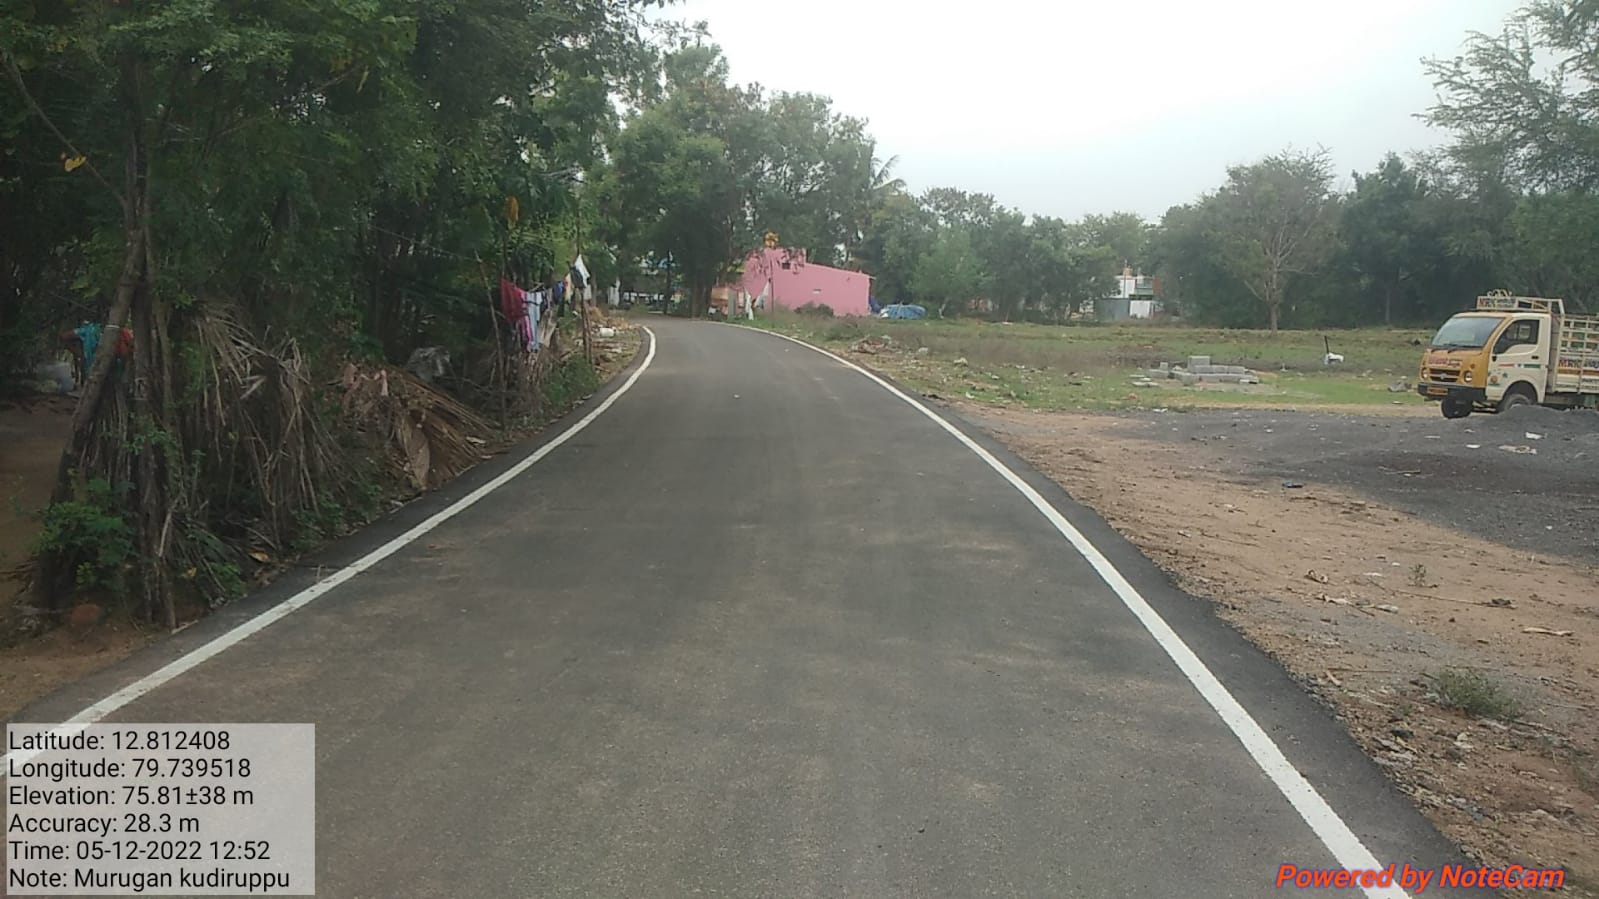 Latitude: 12.812408
Longitude: 79.739518
Elevation: 75.81±38 m
Accuracy: 28.3 m
Time: 05-12-2022 12:52
Note: Murugan kudiruppu
Powered by NoteCam